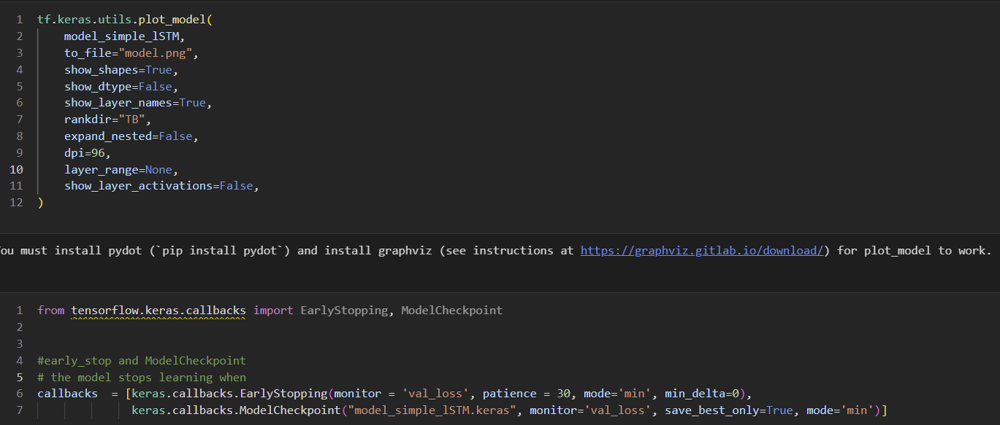 1 tf.keras.utils.plot_model(
2 model_simple_lSTM,
3 to_file="model.png",
4 show_shapes=True,
5 show_dtype=False,
6 show_layer_names=True,
7 rankdir="TB",
8 expand_nested=False,
9 dpi=96,
10 layer_range=None,
11 show_layer_activations=False,
12 )
ou must install pydot (`pip install pydot`) and install graphviz (see instructions at https://graphviz.gitlab.io/download/) for plot_model to work.
1 from tensorflow.keras.callbacks import EarlyStopping, ModelCheckpoint
2
3
4 #early_stop and ModelCheckpoint
5 # the model stops learning when
6 callbacks  = [keras.callbacks.EarlyStopping(monitor = 'val_loss', patience = 30, mode='min', min_delta=0),
7 keras.callbacks.ModelCheckpoint("model_simple_lSTM.keras", monitor='val_loss', save_best_only=True, mode='min')]